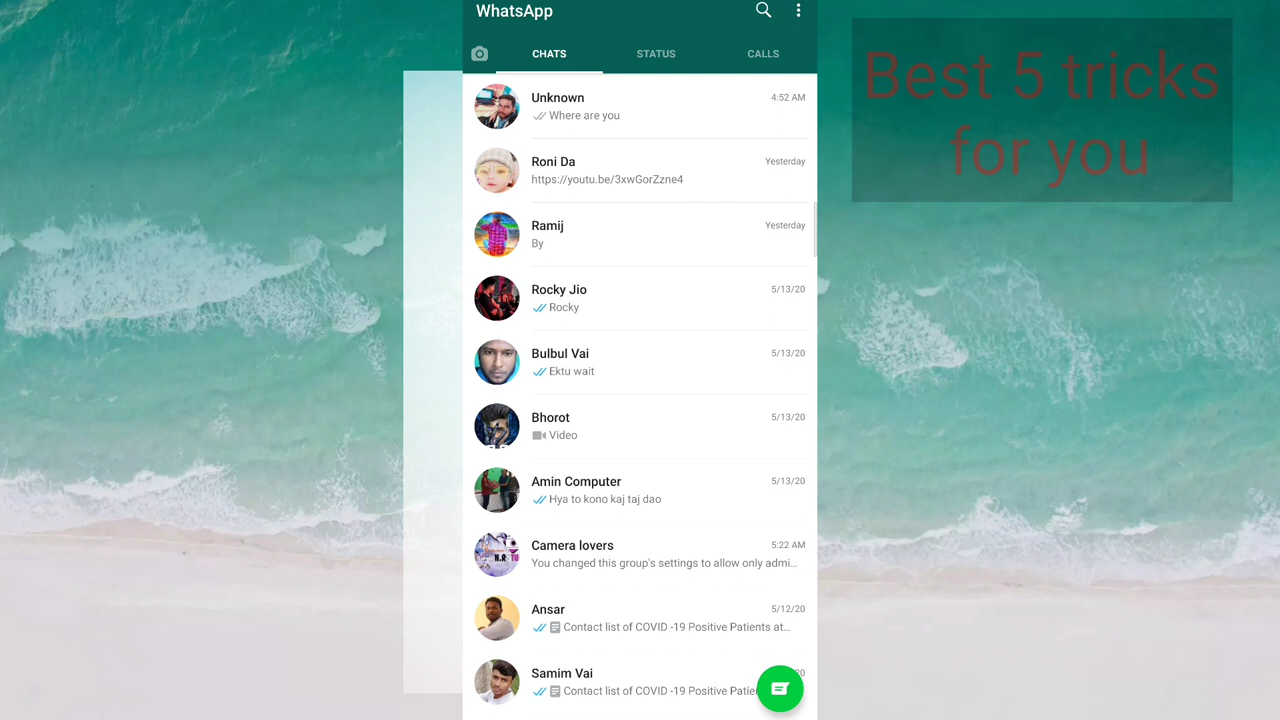 WhatsApp
CHATS STATUS CALLS
Unknown 4:52 AM
Where are you
Roni Da Yesterday
https://youtu.be/3xwGorZzne4
Ramij Yesterday
By
Rocky Jio 5/13/20
Rocky
Bulbul Vai 5/13/20
Ektu wait
Bhorot 5/13/20
Video
Amin Computer 5/13/20
Hya to kono kaj taj dao
Camera lovers 5:22 AM
You changed this group's settings to allow only admi...
Ansar 5/12/20
Contact list of COVID -19 Positive Patients at...
Samim Vai 20
Contact list of COVID -19 Positive
Best 5 tricks
for you